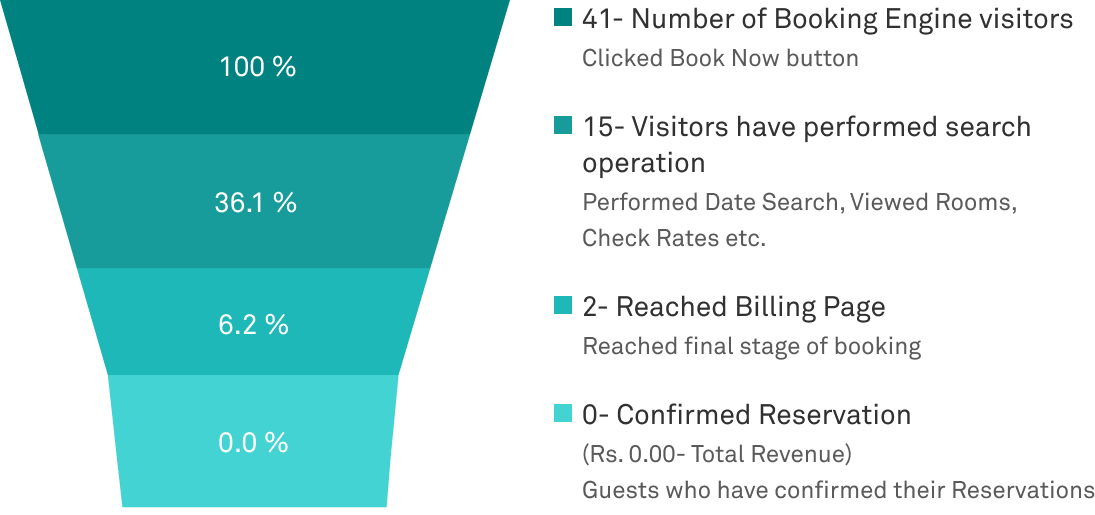 100 %
36.1 %
6.2 %
0.0 %
41- Number of Booking Engine visitors
Clicked Book Now button
15- Visitors have performed search
operation
Performed Date Search, Viewed Rooms,
Check Rates etc.
2- Reached Billing Page
Reached final stage of booking
0- Confirmed Reservation
(Rs. 0.00- Total Revenue)
Guests who have confirmed their Reservations